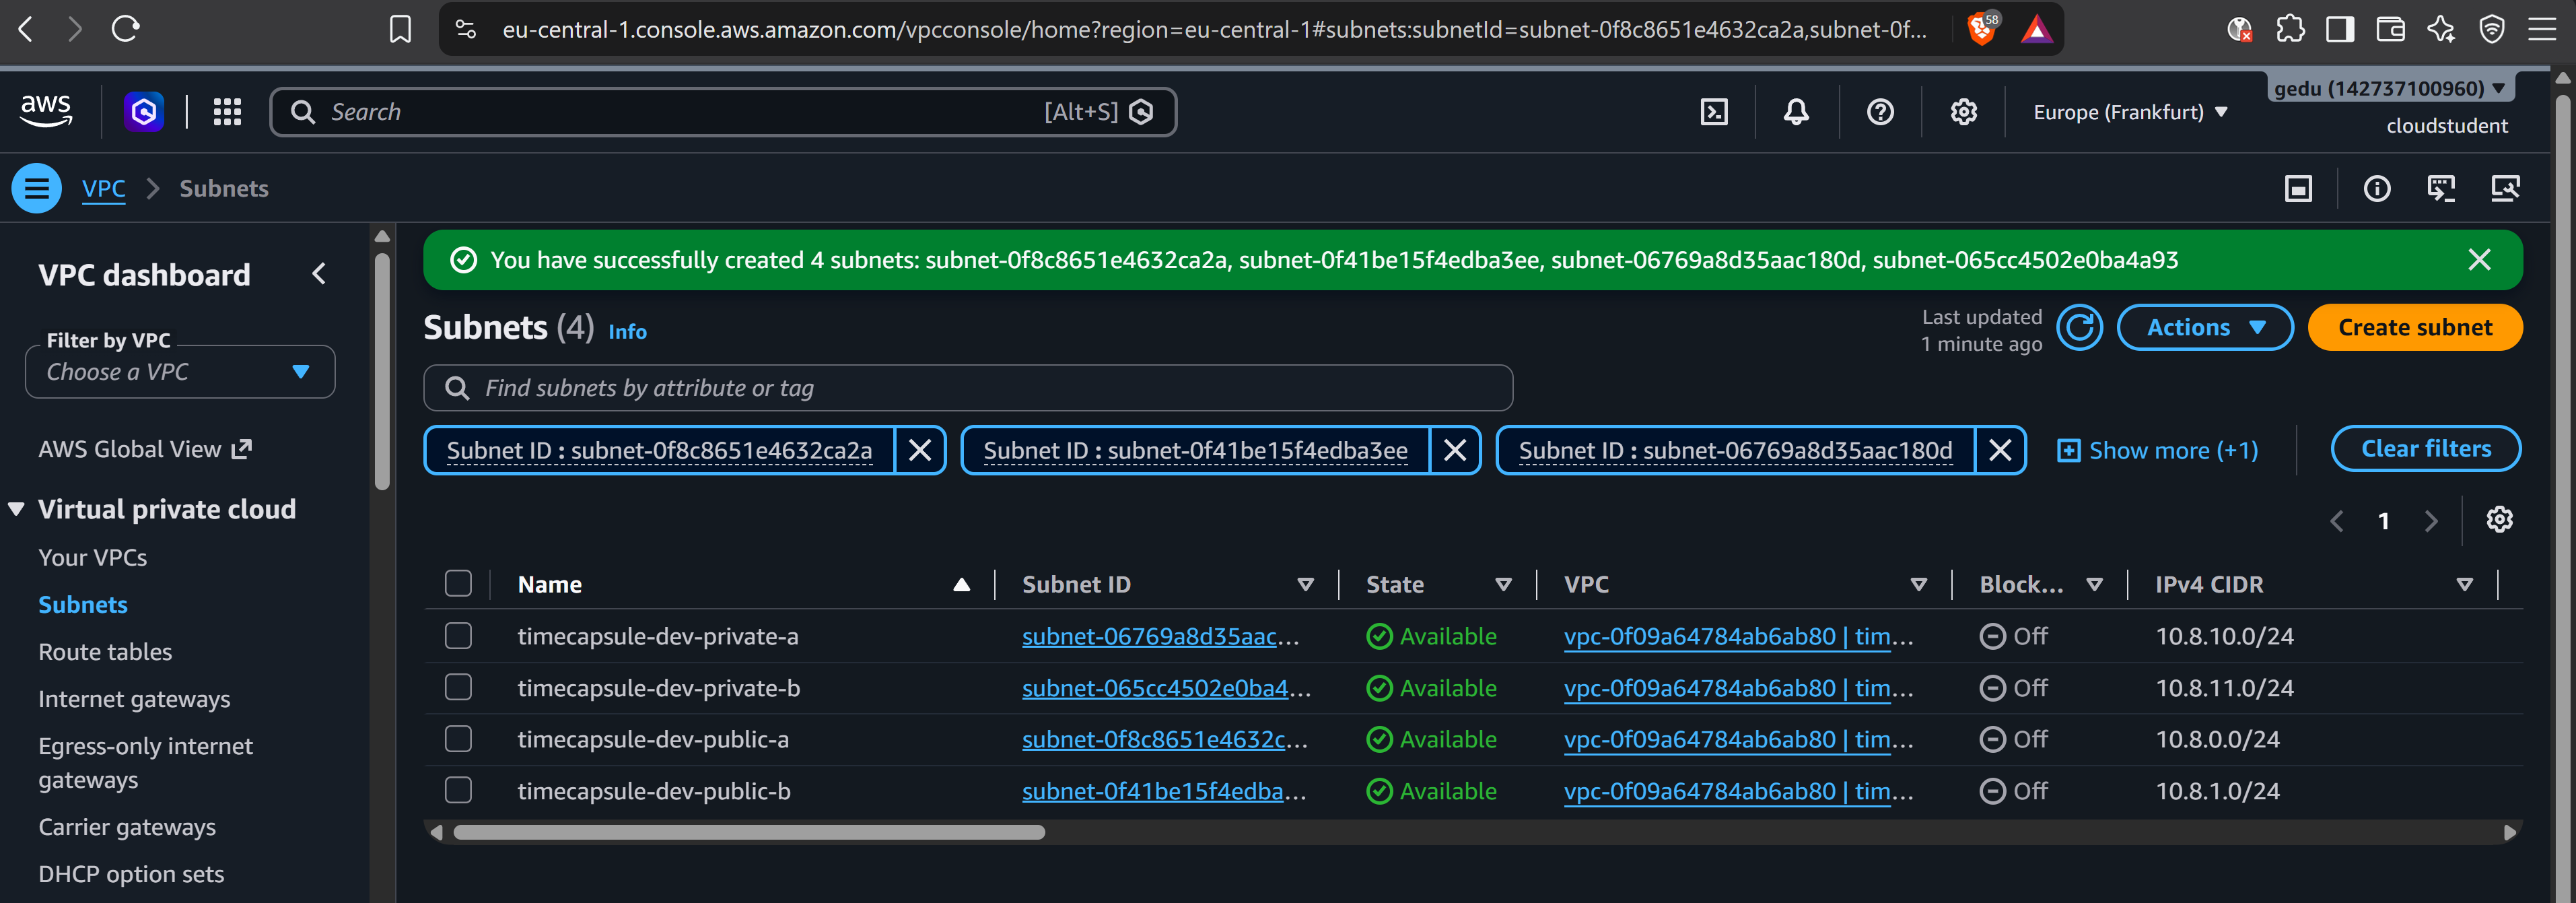 eu-central-1.console.aws.amazon.com/vpcconsole/home?region=eu-central-1#subnets:subnetId=subnet-0f8c8651e4632ca2a,subnet-0f...
58
aws
Search [Alt+S]
Europe (Frankfurt)
gedu (142737100960)
cloudstudent
VPC Subnets
VPC dashboard
Filter by VPC
Choose a VPC
AWS Global View
Virtual private cloud
Your VPCs
Subnets
Route tables
Internet gateways
Egress-only internet
gateways
Carrier gateways
DHCP option sets
You have successfully created 4 subnets: subnet-0f8c8651e4632ca2a, subnet-0f41be15f4edba3ee, subnet-06769a8d35aac180d, subnet-065cc4502e0ba4a93
Subnets (4) Info
Last updated
1 minute ago
Actions
Create subnet
Find subnets by attribute or tag
Subnet ID : subnet-0f8c8651e4632ca2a
Subnet ID : subnet-0f41be15f4edba3ee
Subnet ID : subnet-06769a8d35aac180d
Show more (+1)
Clear filters
1
Name Subnet ID State VPC Block... IPv4 CIDR
timecapsule-dev-private-a subnet-06769a8d35aac... Available vpc-0f09a64784ab6ab80 | tim... Off 10.8.10.0/24
timecapsule-dev-private-b subnet-065cc4502e0ba4... Available vpc-0f09a64784ab6ab80 | tim... Off 10.8.11.0/24
timecapsule-dev-public-a subnet-0f8c8651e4632c... Available vpc-0f09a64784ab6ab80 | tim... Off 10.8.0.0/24
timecapsule-dev-public-b subnet-0f41be15f4edba... Available vpc-0f09a64784ab6ab80 | tim... Off 10.8.1.0/24